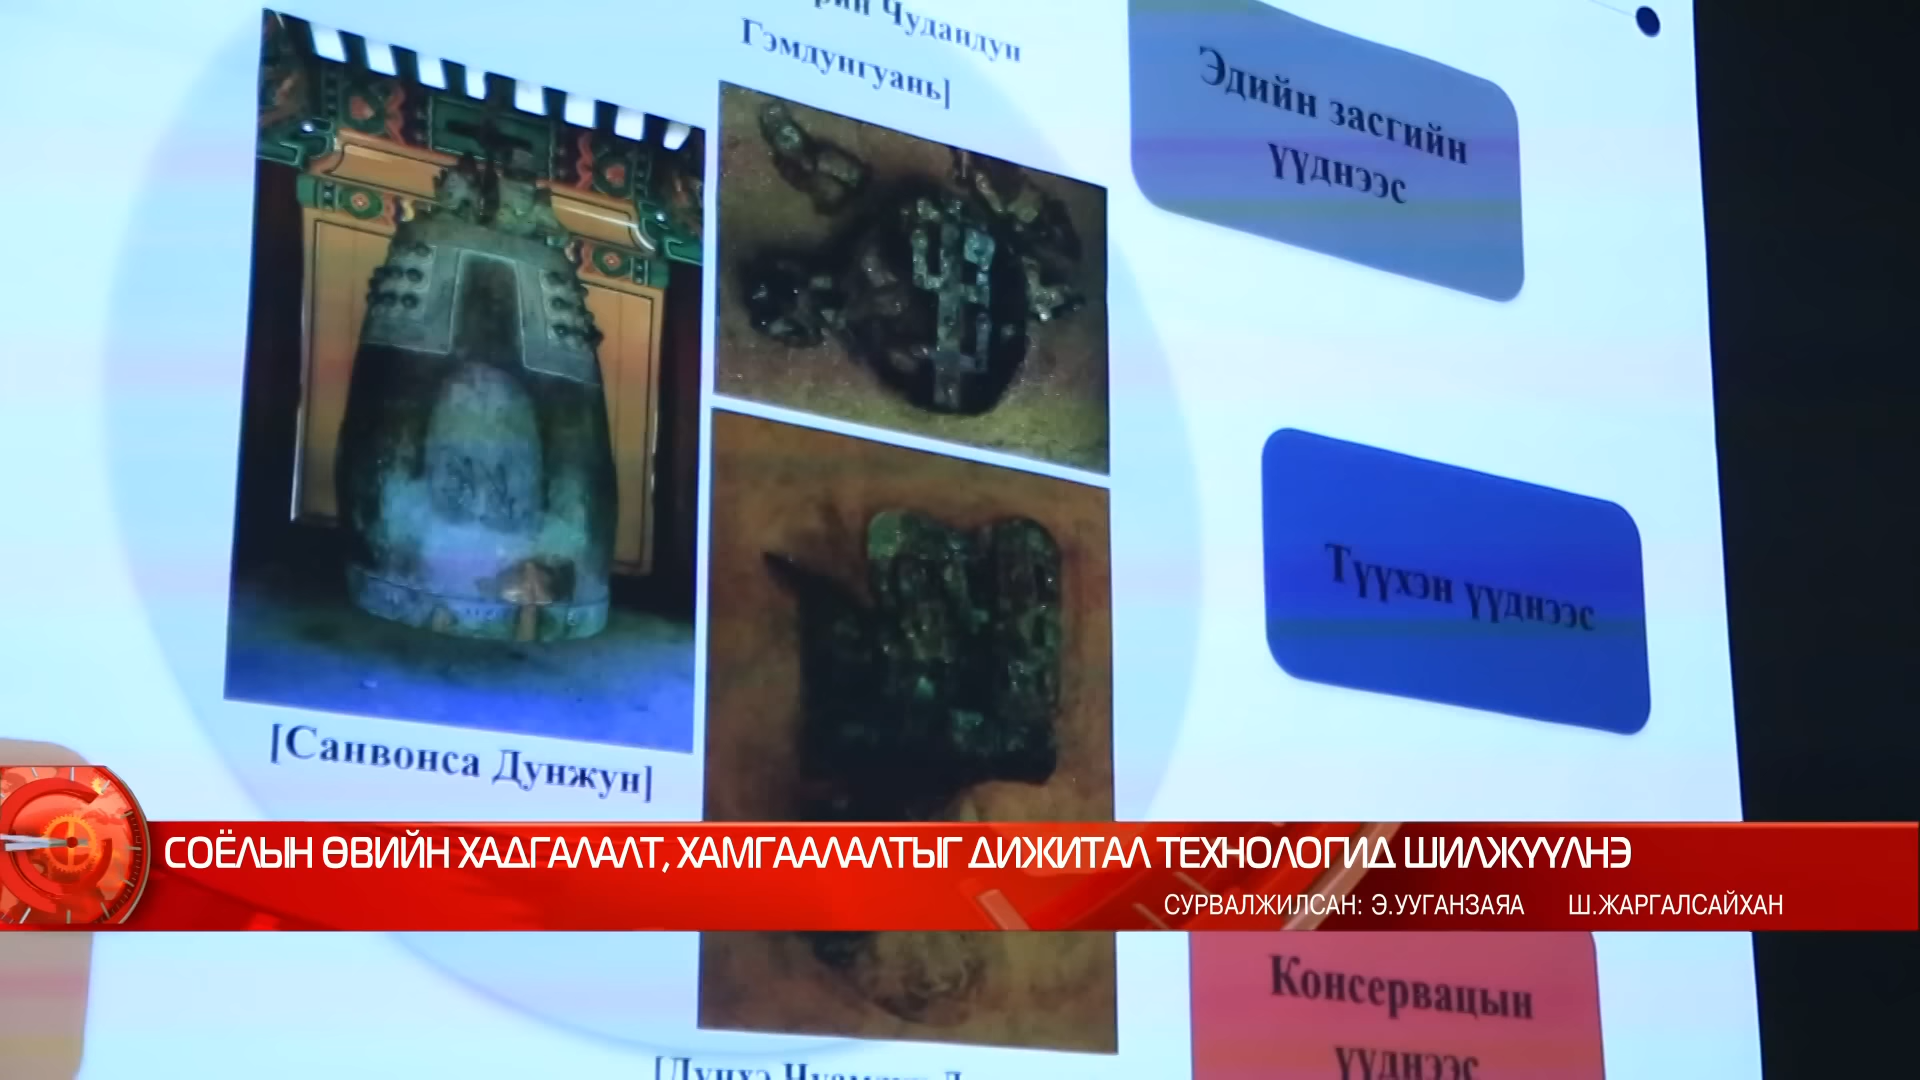 Чудандун
Гэмдунгуань]
Эдийн засгийн
үүднээс
Түүхэн үүднээс
[Санвонса Дунжун]
СОЁЛЫН ӨВИЙН ХАДГАЛАЛТ, ХАМГААЛАЛТЫГ ДИЖИТАЛ ТЕХНОЛОГИД ШИЛЖҮҮЛНЭ
СУРВАЛЖИЛСАН: Э.УУГАНЗАЯА Ш.ЖАРГАЛСАЙХАН
Консервацын
үүднээс